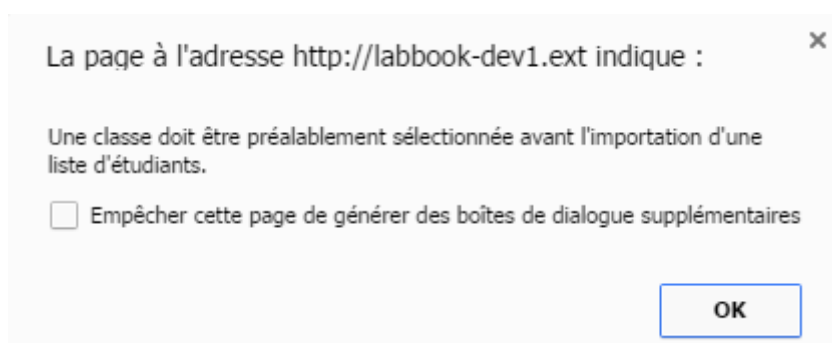 La page à l'adresse http://labbook-dev1.ext indique :
Une classe doit être préalablement sélectionnée avant l'importation d'une
liste d'étudiants.
Empêcher cette page de générer des boîtes de dialogue supplémentaires
OK